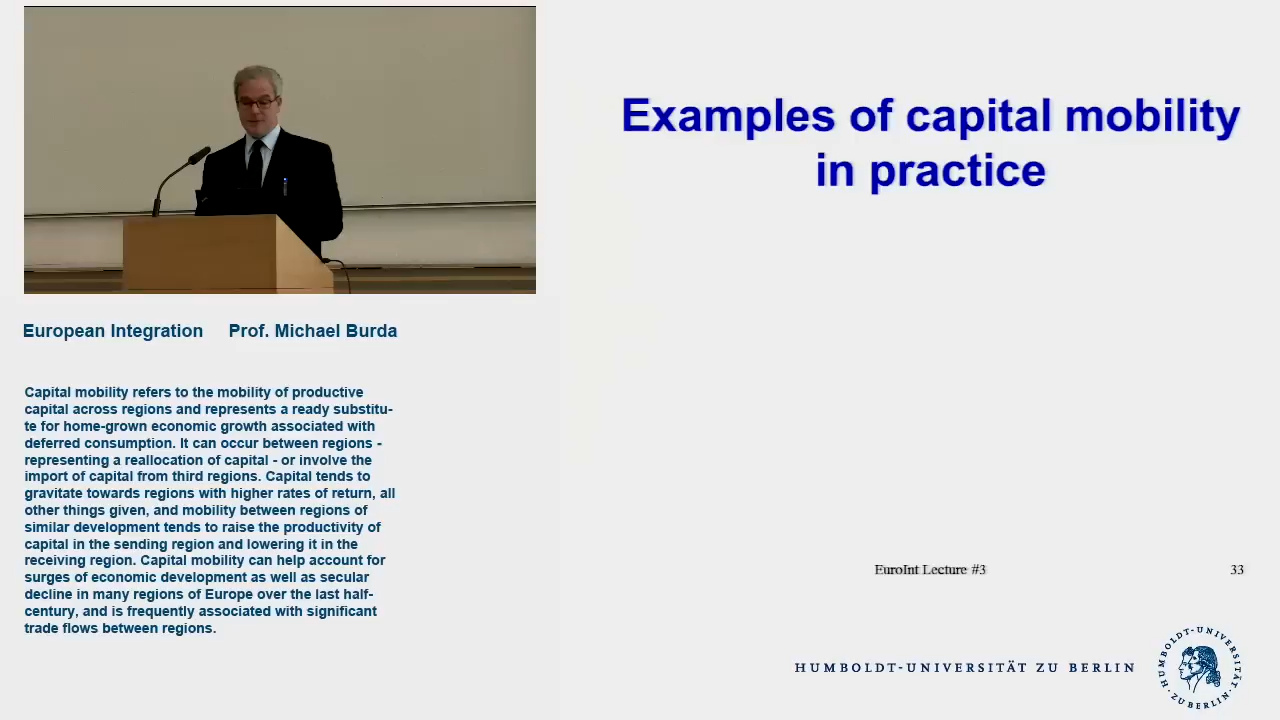 Examples of capital mobility
in practice
European Integration Prof. Michael Burda
Capital mobility refers to the mobility of productive
capital across regions and represents a ready substitu-
te for home-grown economic growth associated with
deferred consumption. It can occur between regions -
representing a reallocation of capital - or involve the
import of capital from third regions. Capital tends to
gravitate towards regions with higher rates of return, all
other things given, and mobility between regions of
similar development tends to raise the productivity of
capital in the sending region and lowering it in the
receiving region. Capital mobility can help account for
surges of economic development as well as secular
decline in many regions of Europe over the last half-
century, and is frequently associated with significant
trade flows between regions.
EuroInt Lecture #3 33
HUMBOLDT-UNIVERSITÄT ZU BERLIN
HUMBOLDT-UNIVERSITÄT
ZU BERLIN